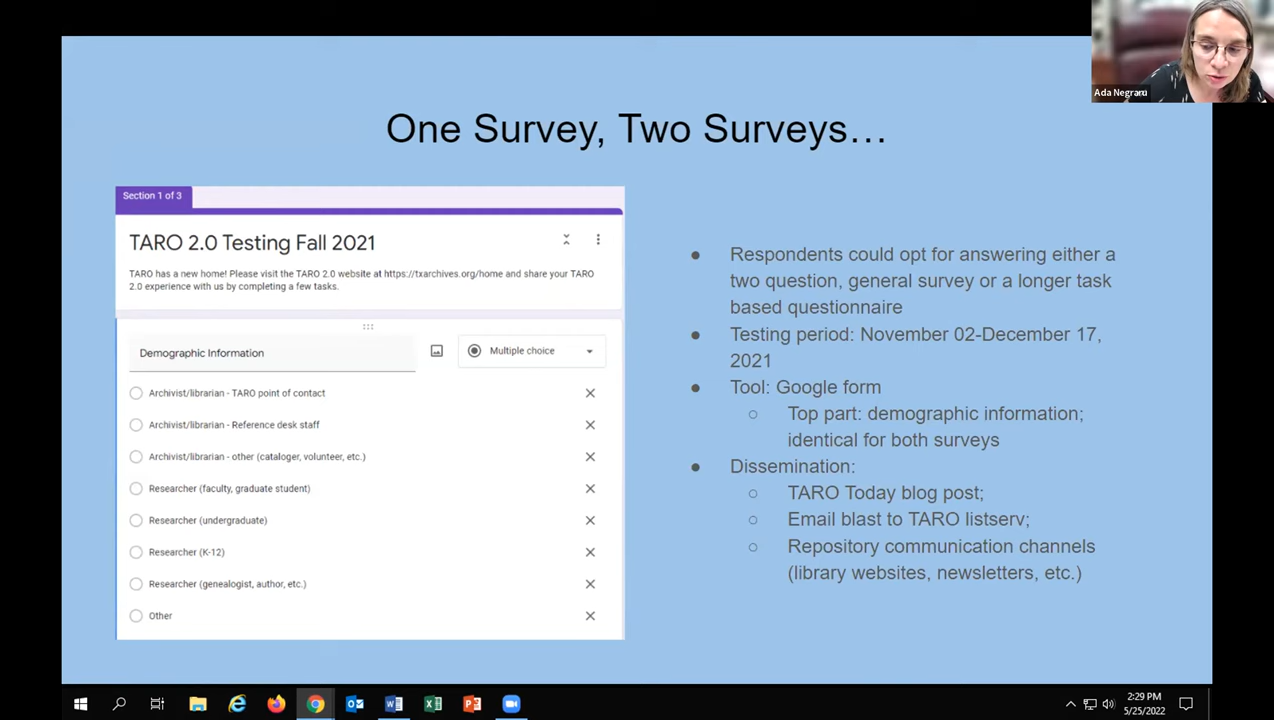 Ada Negraru
One Survey, Two Surveys…
Section 1 of 3
TARO 2.0 Testing Fall 2021
TARO has a new home! Please visit the TARO 2.0 website at https://txarchives.org/home and share your TARO
2.0 experience with us by completing a few tasks.
Demographic Information
Multiple choice
Archivist/librarian - TARO point of contact
Archivist/librarian - Reference desk staff
Archivist/librarian - other (cataloger, volunteer, etc.)
Researcher (faculty, graduate student)
Researcher (undergraduate)
Researcher (K-12)
Researcher (genealogist, author, etc.)
Other
Respondents could opt for answering either a
two question, general survey or a longer task
based questionnaire
Testing period: November 02-December 17,
2021
Tool: Google form
Top part: demographic information;
identical for both surveys
Dissemination:
TARO Today blog post;
Email blast to TARO listserv;
Repository communication channels
(library websites, newsletters, etc.)
2:29 PM
5/25/2022